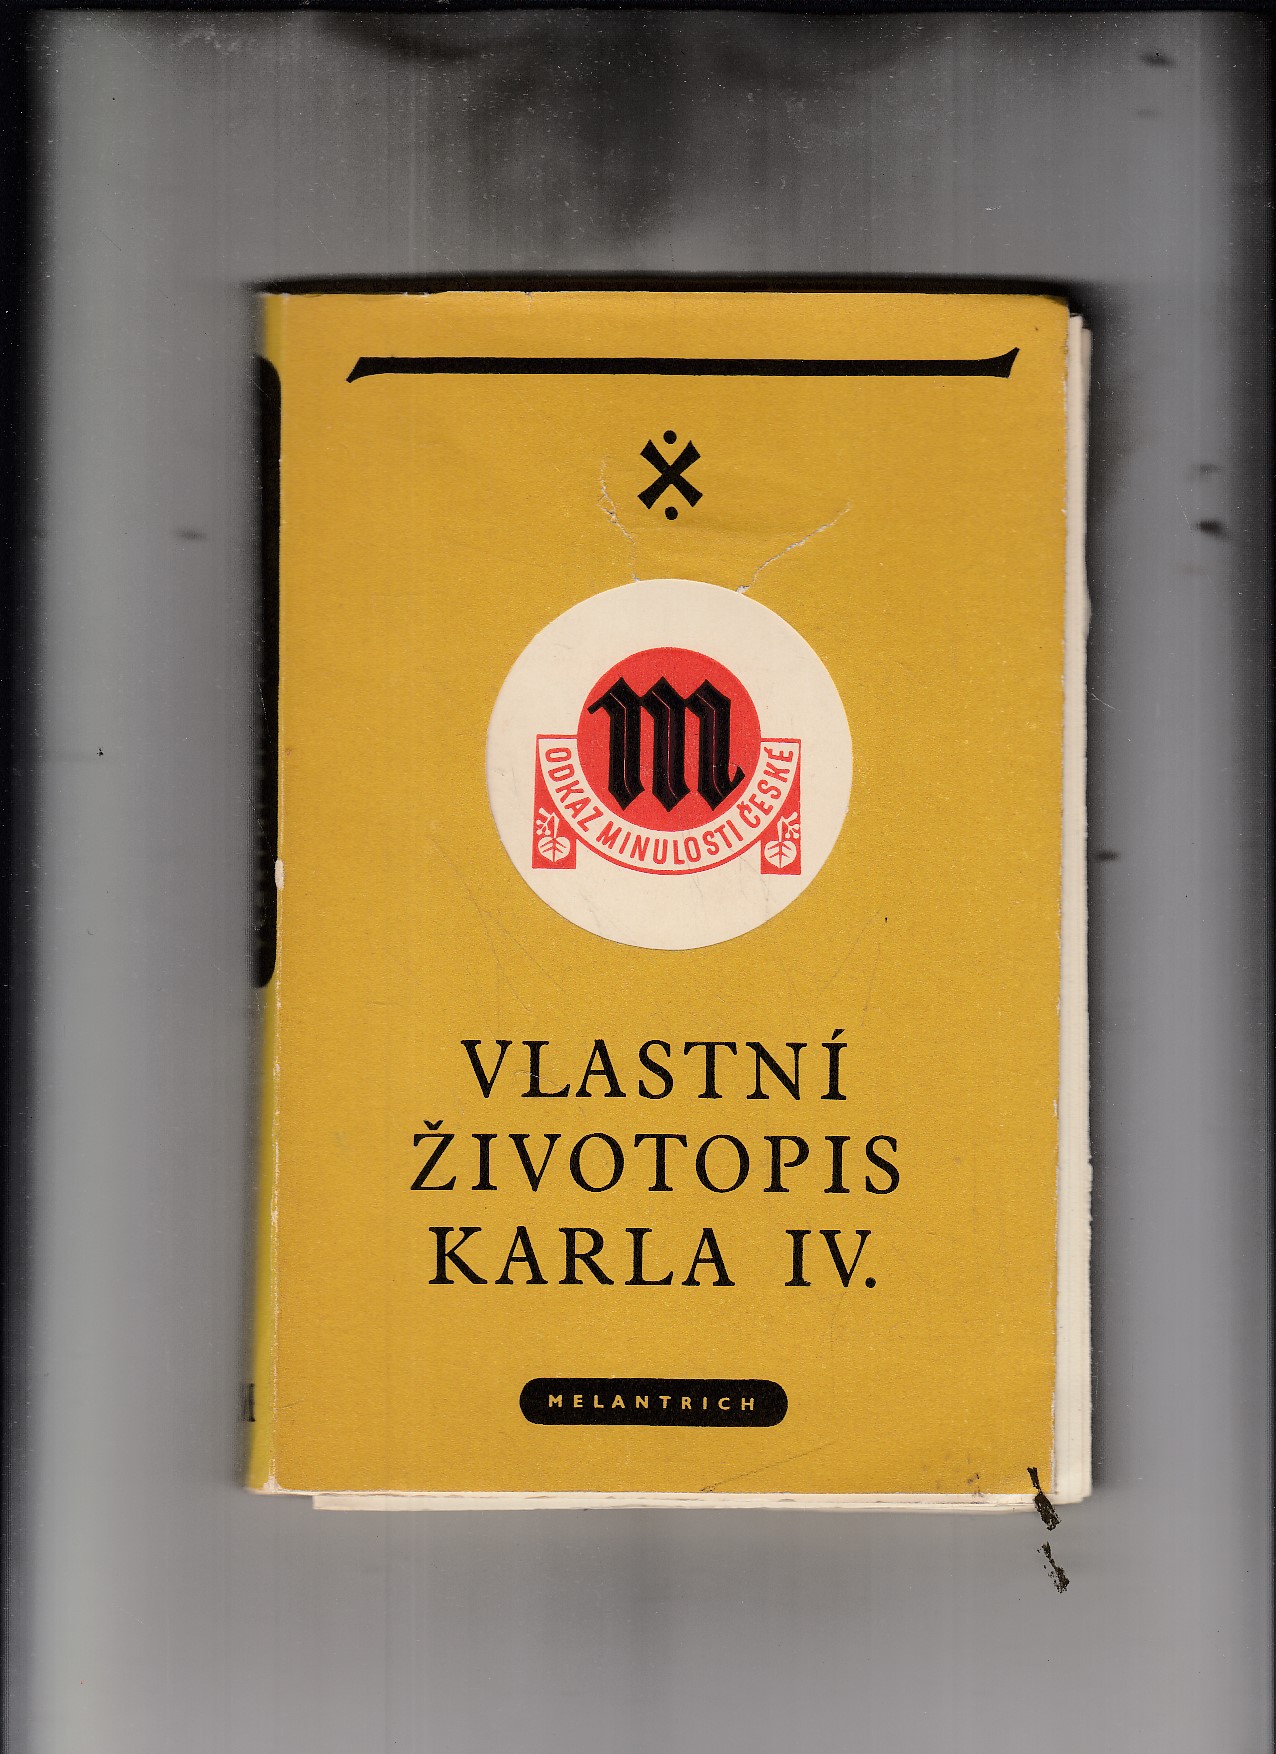 m
ODKAZ MINULOSTI ČESKÉ
VLASTNÍ
ŽIVOTOPIS
KARLA IV.
MELANTRICH